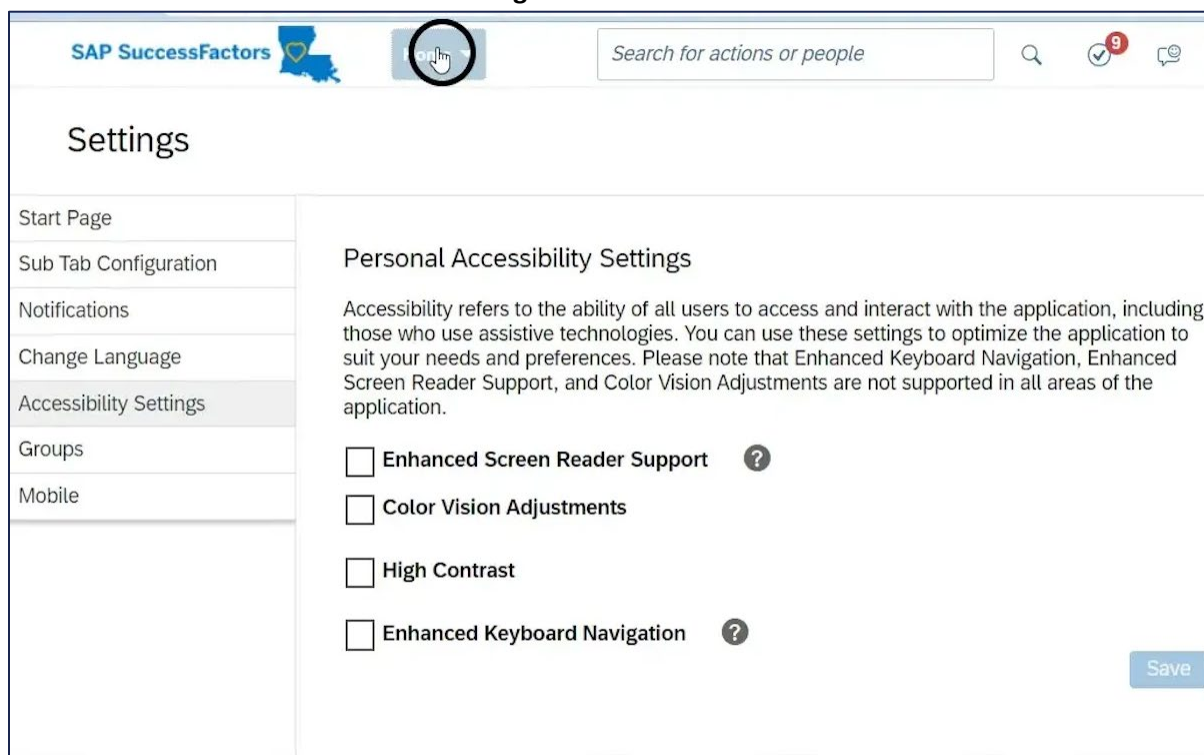 SAP SuccessFactors
Search for actions or people
9
Settings
Start Page
Sub Tab Configuration
Notifications
Change Language
Accessibility Settings
Groups
Mobile
Personal Accessibility Settings
Accessibility refers to the ability of all users to access and interact with the application, including
those who use assistive technologies. You can use these settings to optimize the application to
suit your needs and preferences. Please note that Enhanced Keyboard Navigation, Enhanced
Screen Reader Support, and Color Vision Adjustments are not supported in all areas of the
application.
Enhanced Screen Reader Support ?
Color Vision Adjustments
High Contrast
Enhanced Keyboard Navigation ?
Save